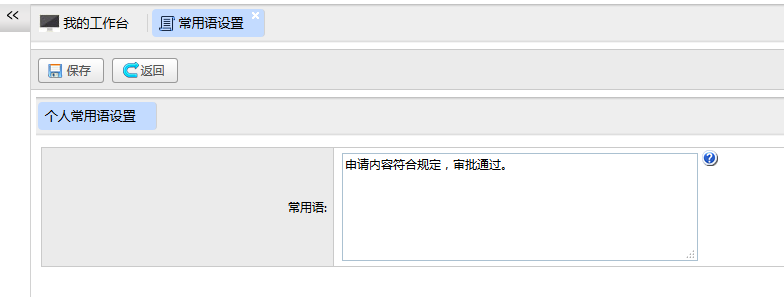 «
我的工作台
常用语设置
保存
返回
个人常用语设置
常用语:
申请内容符合规定，审批通过。
?